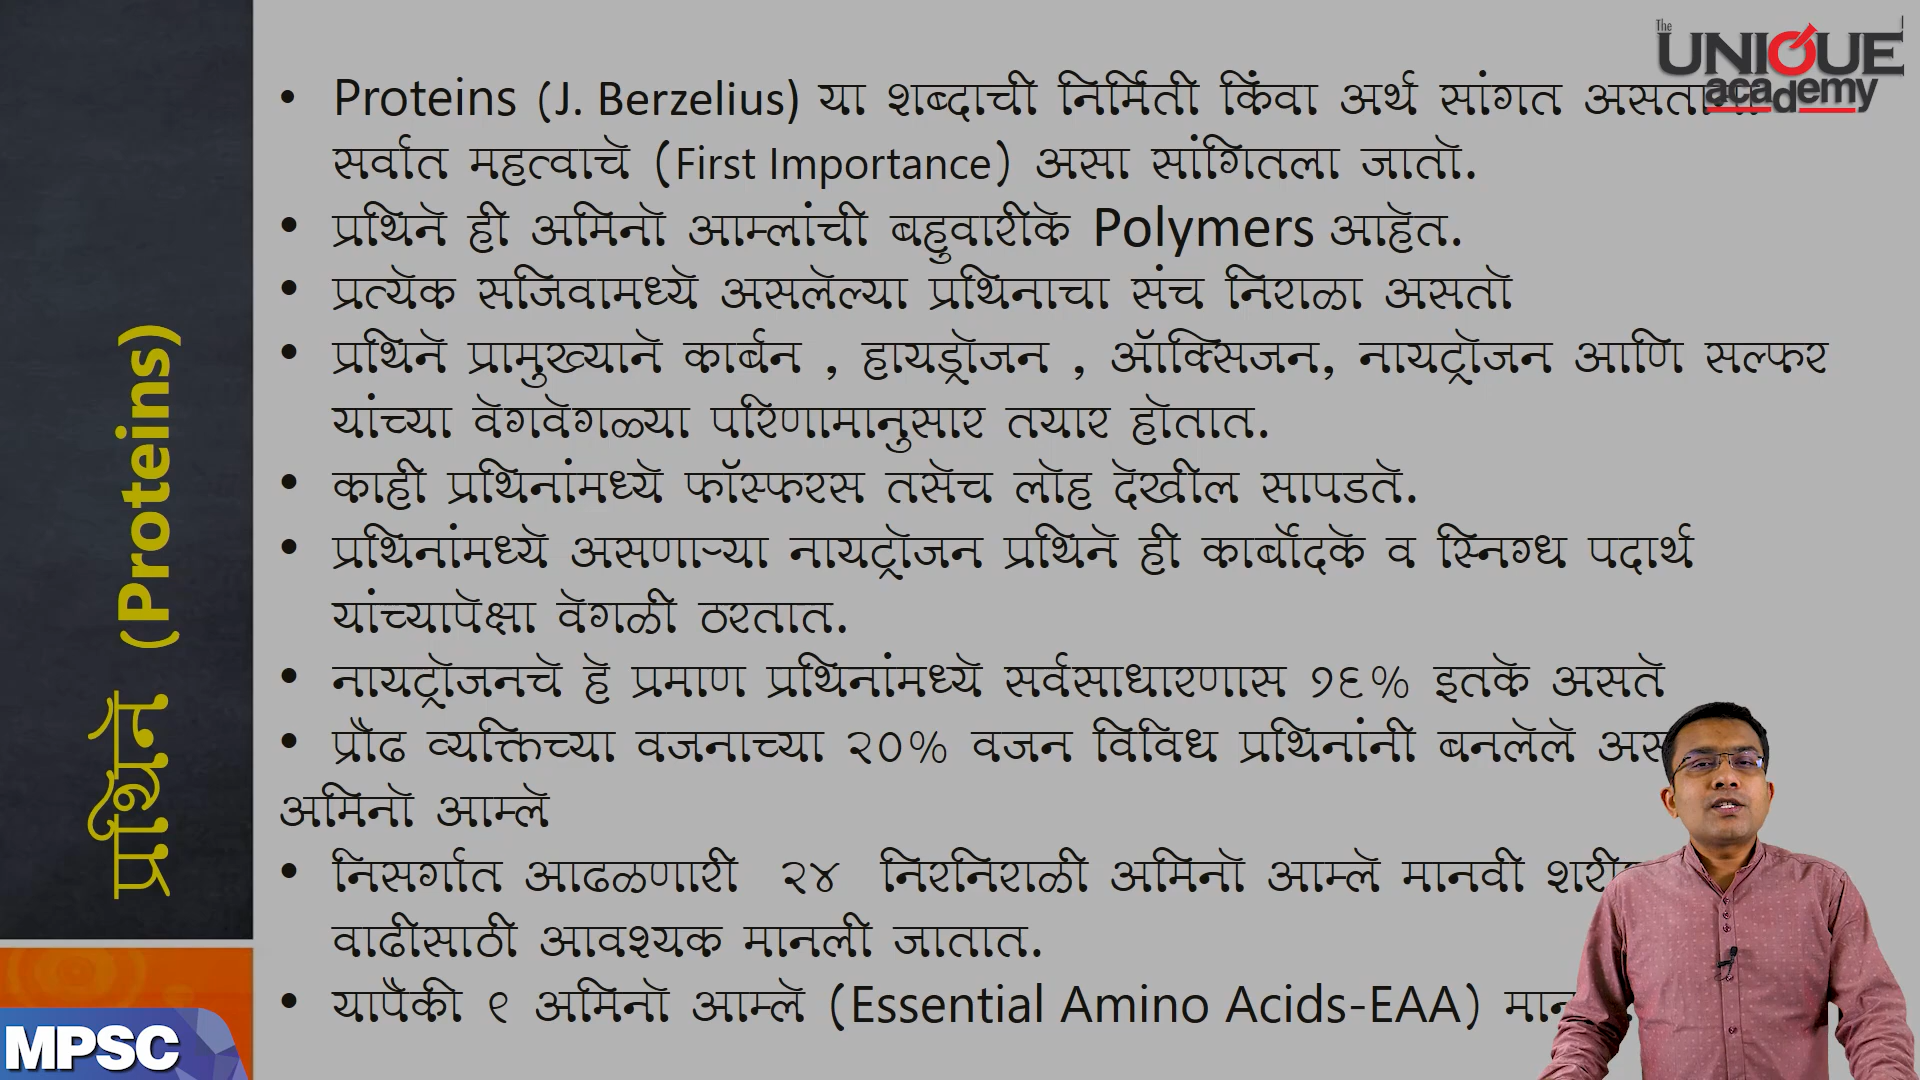 The
UNIQUE
academy
Proteins (J. Berzelius) या शब्दाची निर्मिती किंवा अर्थ सांगत
सर्वात महत्वाचे (First Importance) असा सांगितला जातो.
• प्रथिने ही अमिनो आम्लांची बहुवारीके Polymers आहेत.
• प्रत्येक सजिवामध्ये असलेल्या प्रथिनाचा संच निराळा असतो
• प्रथिने प्रामुख्याने कार्बन , हायड्रोजन , ऑक्सिजन, नायट्रोजन आणि सल्फर
यांच्या वेगवेगळ्या परिणामानुसार तयार होतात.
• काही प्रथिनांमध्ये फॉस्फरस तसेच लोह देखील सापडते.
• प्रथिनांमध्ये असणाऱ्या नायट्रोजन प्रथिने ही कार्बोदके व स्निग्ध पदार्थ
यांच्यापेक्षा वेगळी ठरतात.
• नायट्रोजनचे हे प्रमाण प्रथिनांमध्ये सर्वसाधारणास १६% इतके असते
• प्रौढ व्यक्तिच्या वजनाच्या २०% वजन विविध प्रथिनांनी बनलेले
अमिनो आम्ले
• निसर्गात आढळणारी २४ निरनिराळी अमिनो आम्ले मानवी
वाढीसाठी आवश्यक मानली जातात.
• यापैकी ९ अमिनो आम्ले (Essential Amino Acids-EAA)
प्रथिने (Proteins)
MPSC